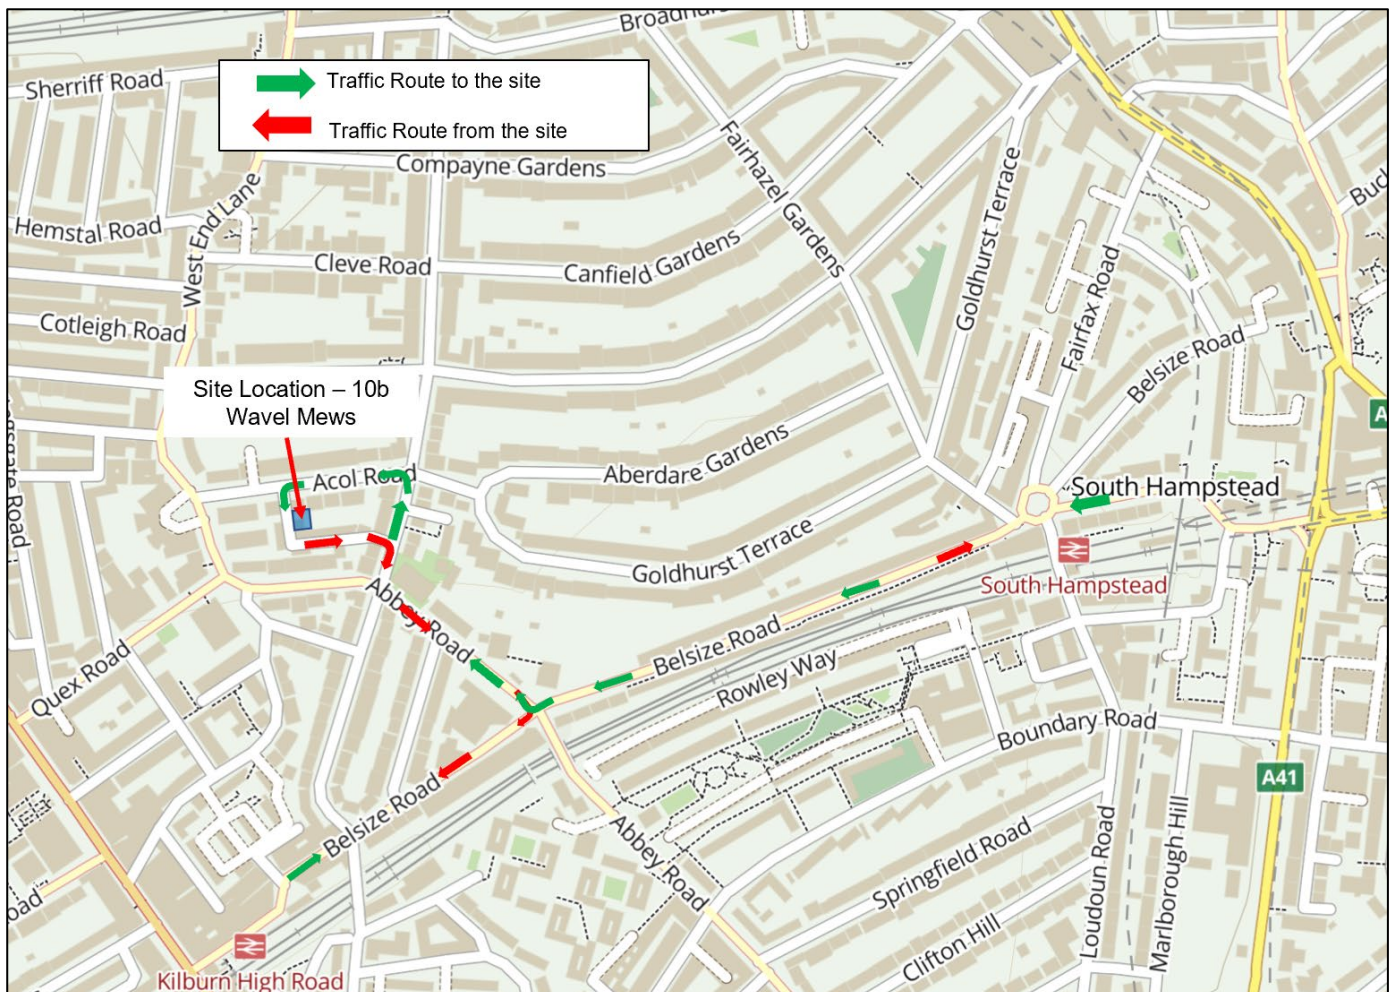 Broadhur
Sherriff Road
Traffic Route to the site
Traffic Route from the site
Compayne Gardens
Fairhazel Gardens
Goldhurst Terrace
Buc
West End Lane
Hemstal Road
Cleve Road
Canfield Gardens
Fairfax Road
Cotleigh Road
Belsize Road
Site Location – 10b
Wavel Mews
A
Acol Road
Aberdare Gardens
South Hampstead
Goldhurst Terrace
South Hampstead
Abbey Road
Belsize Road
Rowley Way
Quex Road
Boundary Road
A41
Belsize Road
Abbey Road
Springfield Road
Loudoun Road
Marlborough Hill
Clifton Hill
oad
Kilburn High Road